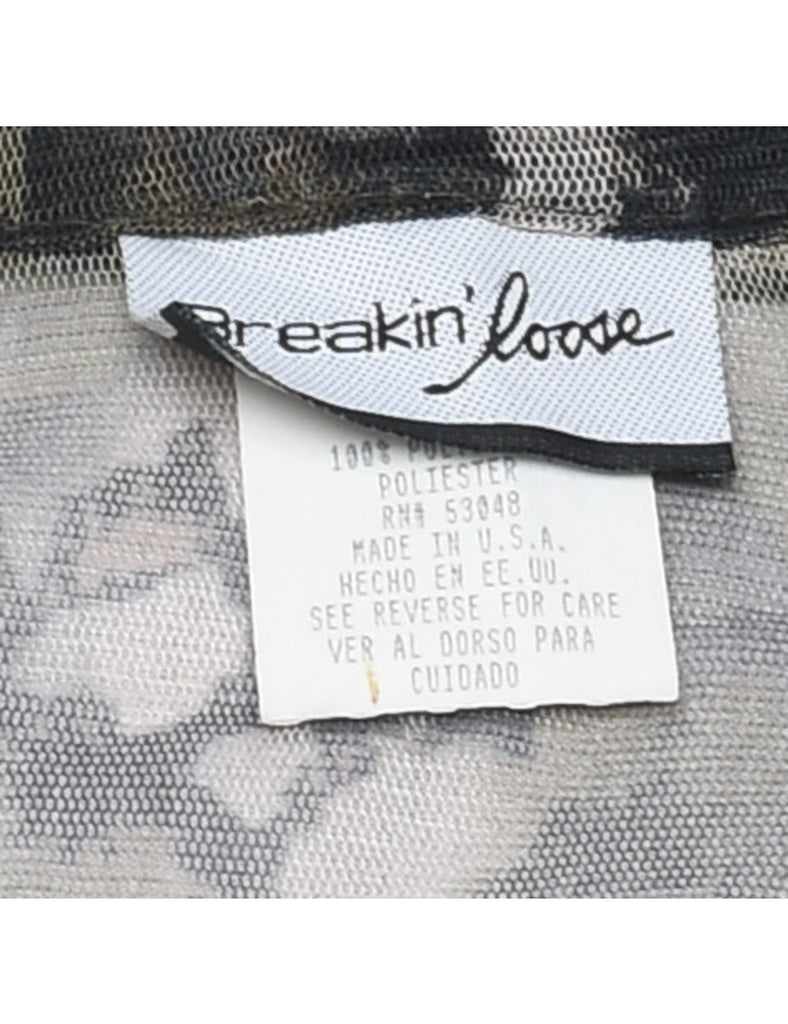 Breakin' loose
100%
POLIESTER
RN# 53048
MADE IN U.S.A.
HECHO EN EE.UU.
SEE REVERSE FOR CARE
VER AL DORSO PARA
CUIDADO